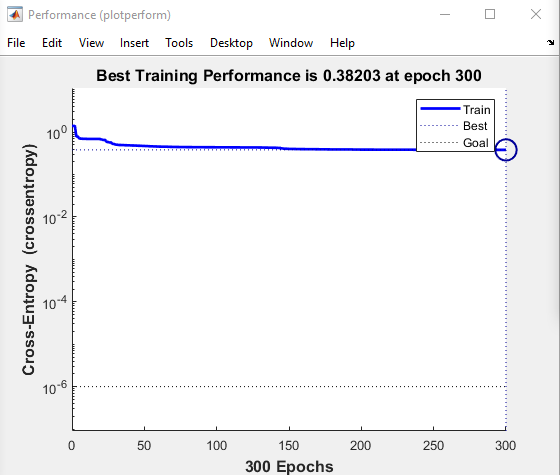 Performance (plotperform)
File Edit View Insert Tools Desktop Window Help
Best Training Performance is 0.38203 at epoch 300
Train
Best
Goal
10^0
10^-2
10^-4
10^-6
Cross-Entropy (crossentropy)
0 50 100 150 200 250 300
300 Epochs